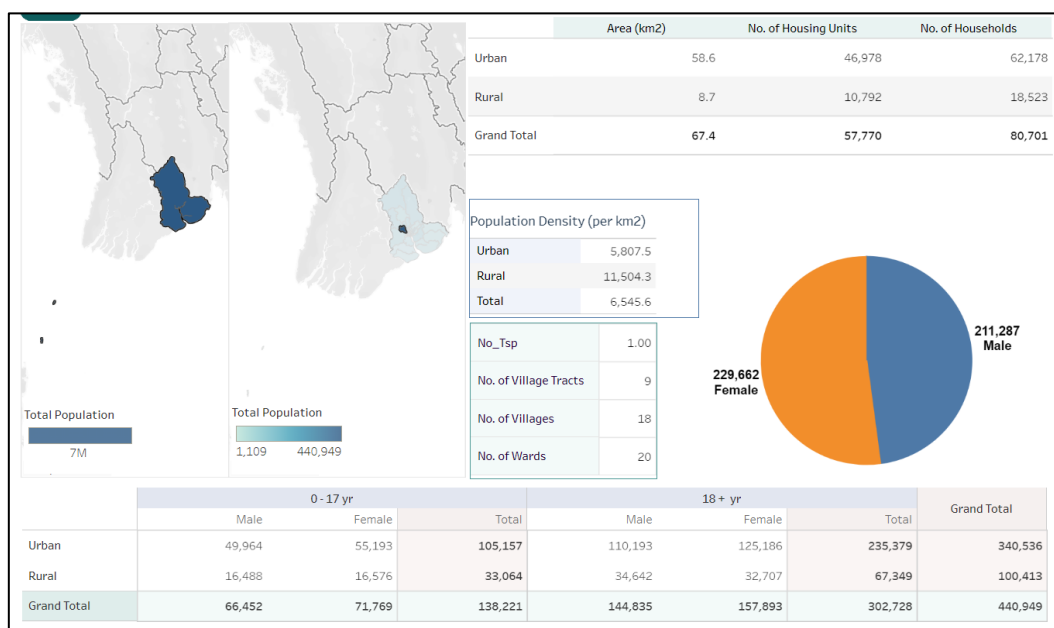 Area (km2) No. of Housing Units No. of Households
Urban 58.6 46,978 62,178
Rural 8.7 10,792 18,523
Grand Total 67.4 57,770 80,701
Population Density (per km2)
Urban 5,807.5
Rural 11,504.3
Total 6,545.6
No_Tsp 1.00
No. of Village Tracts 9
No. of Villages 18
No. of Wards 20
211,287
Male
229,662
Female
Total Population
7M
Total Population
1,109 440,949
0 - 17 yr 18 + yr Grand Total
Male Female Total Male Female Total
Urban 49,964 55,193 105,157 110,193 125,186 235,379 340,536
Rural 16,488 16,576 33,064 34,642 32,707 67,349 100,413
Grand Total 66,452 71,769 138,221 144,835 157,893 302,728 440,949